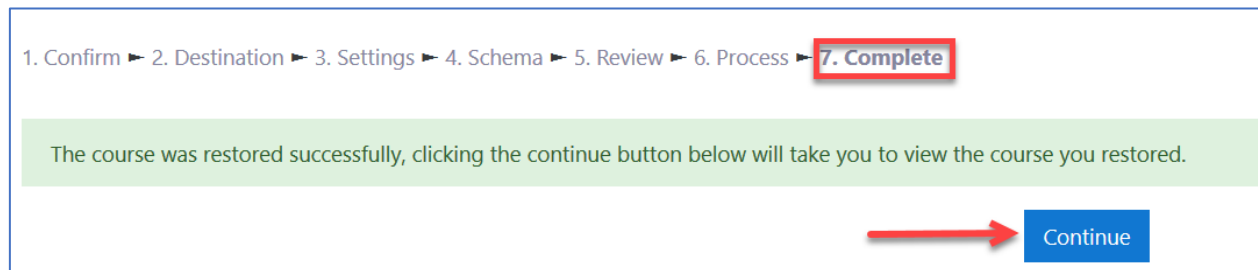 1. Confirm ► 2. Destination ► 3. Settings ► 4. Schema ► 5. Review ► 6. Process ► 7. Complete
The course was restored successfully, clicking the continue button below will take you to view the course you restored.
Continue